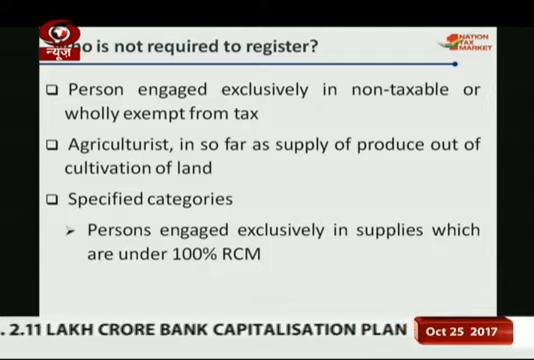 न्यूज़
ho is not required to register?
1 NATION
TAX
MARKET
Person engaged exclusively in non-taxable or
wholly exempt from tax
Agriculturist, in so far as supply of produce out of
cultivation of land
Specified categories
Persons engaged exclusively in supplies which
are under 100% RCM
. 2.11 LAKH CRORE BANK CAPITALISATION PLAN
Oct 25 2017